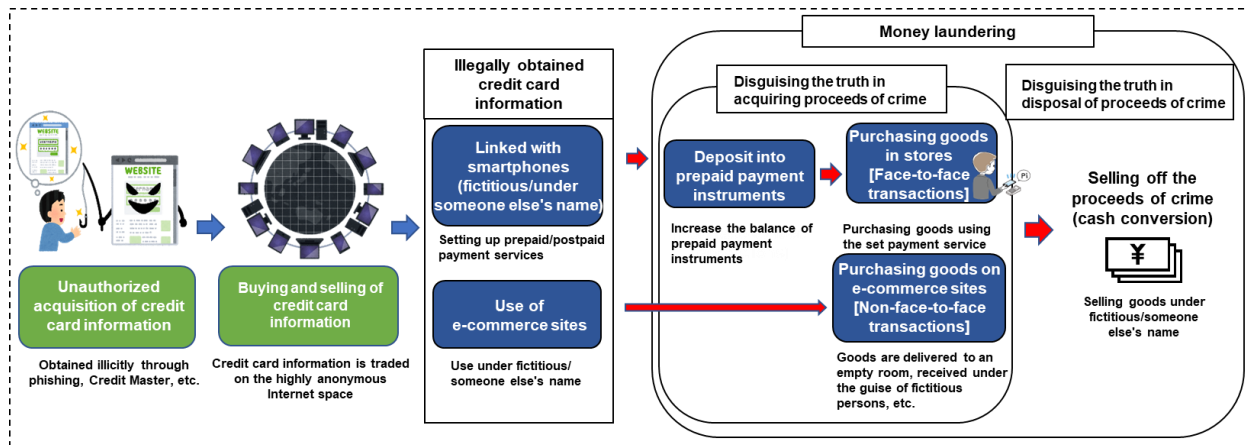 Money laundering
Illegally obtained
credit card
information
Disguising the truth in
acquiring proceeds of crime
Disguising the truth in
disposal of proceeds of crime
WEBSITE
WEBSITE
Linked with
smartphones
(fictitious/under
someone else's name)
Setting up prepaid/postpaid
payment services
Deposit into
prepaid payment
instruments
Increase the balance of
prepaid payment
instruments
Purchasing goods
in stores
[Face-to-face
transactions]
Pi
Purchasing goods using
the set payment service
Selling off the
proceeds of crime
(cash conversion)
¥
Selling goods under
fictitious/someone
else's name
Unauthorized
acquisition of credit
card information
Obtained illicitly through
phishing, Credit Master, etc.
Buying and selling of
credit card
information
Credit card information is traded
on the highly anonymous
Internet space
Use of
e-commerce sites
Use under fictitious/
someone else's name
Purchasing goods on
e-commerce sites
[Non-face-to-face
transactions]
Goods are delivered to an
empty room, received under
the guise of fictitious
persons, etc.